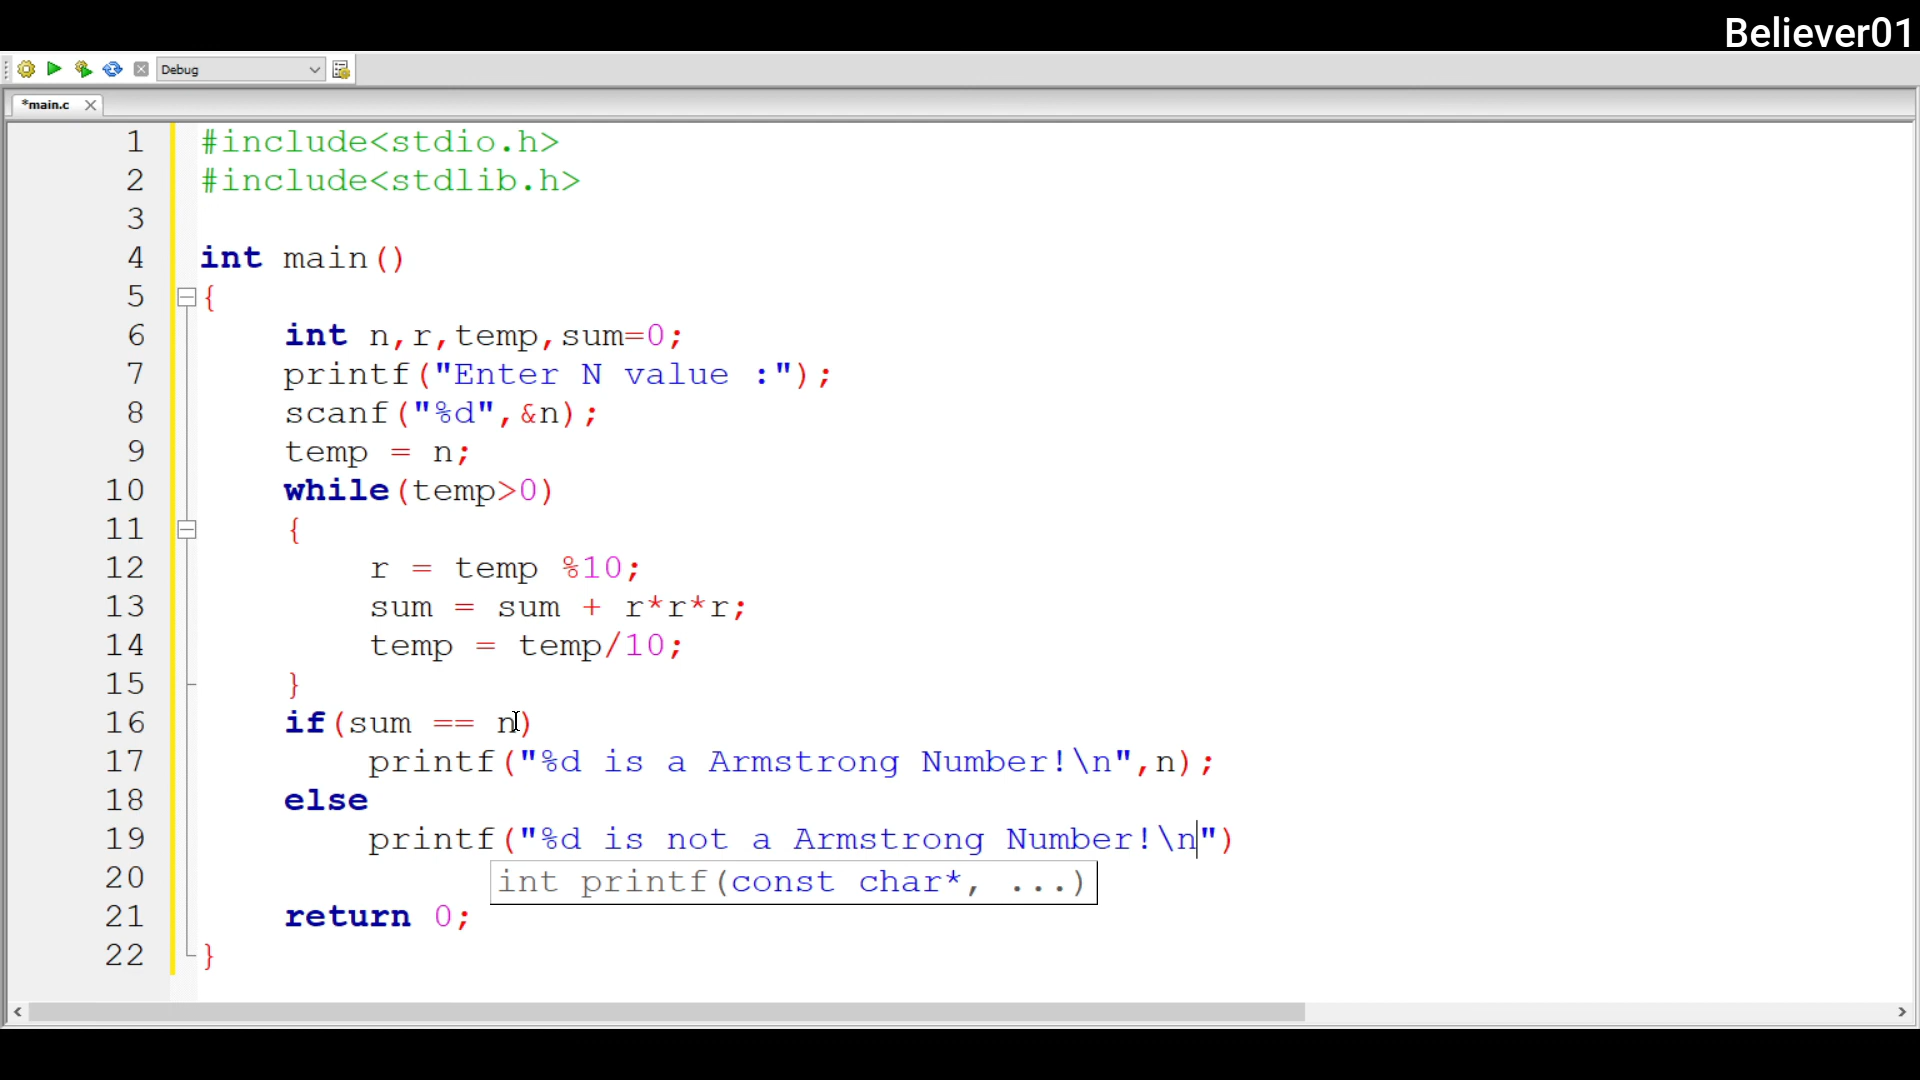 Believer01
Debug
*main.c
1 #include<stdio.h>
2 #include<stdlib.h>
3
4 int main()
5 {
6 int n,r,temp,sum=0;
7 printf("Enter N value :");
8 scanf("%d",&n);
9 temp = n;
10 while(temp>0)
11 {
12 r = temp %10;
13 sum = sum + r*r*r;
14 temp = temp/10;
15 }
16 if(sum == n)
17 printf("%d is a Armstrong Number!\n",n);
18 else
19 printf("%d is not a Armstrong Number!\n")
20
int printf(const char*, ...)
21 return 0;
22 }